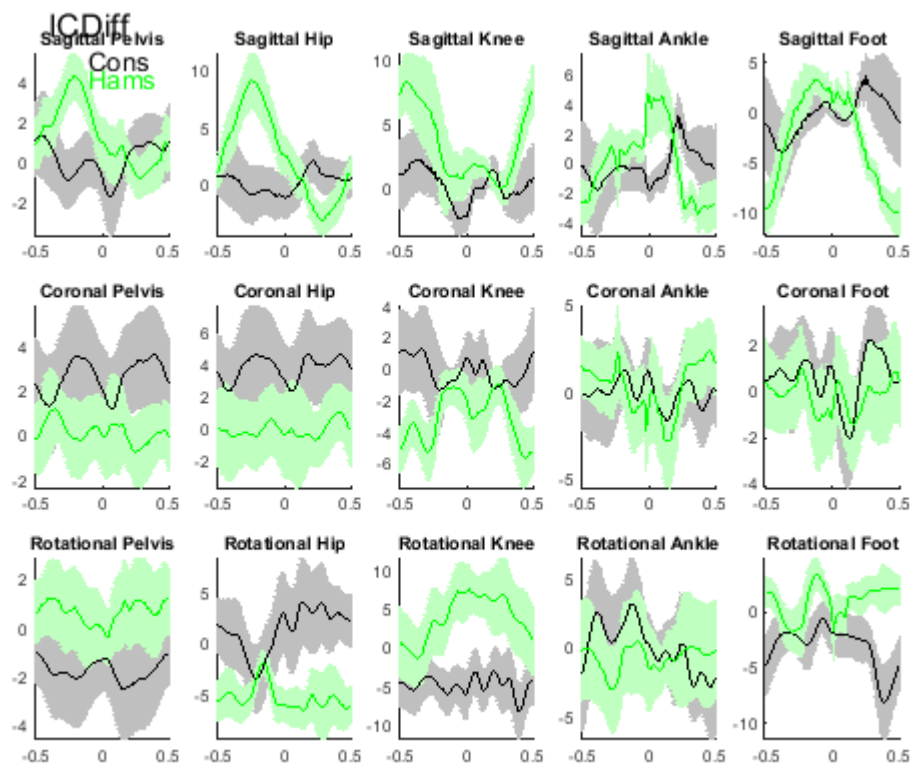 ICDiff
Cons
Hams
Sagittal Pelvis
Sagittal Hip
Sagittal Knee
Sagittal Ankle
Sagittal Foot
4
2
0
-2
-0.5 0 0.5
10
5
0
-0.5 0 0.5
10
5
0
-0.5 0 0.5
6
4
2
0
-2
-4
-0.5 0 0.5
5
0
-5
-10
-0.5 0 0.5
Coronal Pelvis
Coronal Hip
Coronal Knee
Coronal Ankle
Coronal Foot
4
2
0
-2
-0.5 0 0.5
6
4
2
0
-2
-0.5 0 0.5
4
2
0
-2
-4
-6
-0.5 0 0.5
5
0
-5
-0.5 0 0.5
2
0
-2
-4
-0.5 0 0.5
Rotational Pelvis
Rotational Hip
Rotational Knee
Rotational Ankle
Rotational Foot
2
0
-2
-4
-0.5 0 0.5
5
0
-5
-0.5 0 0.5
10
5
0
-5
-10
-0.5 0 0.5
5
0
-5
-0.5 0 0.5
0
-5
-10
-0.5 0 0.5